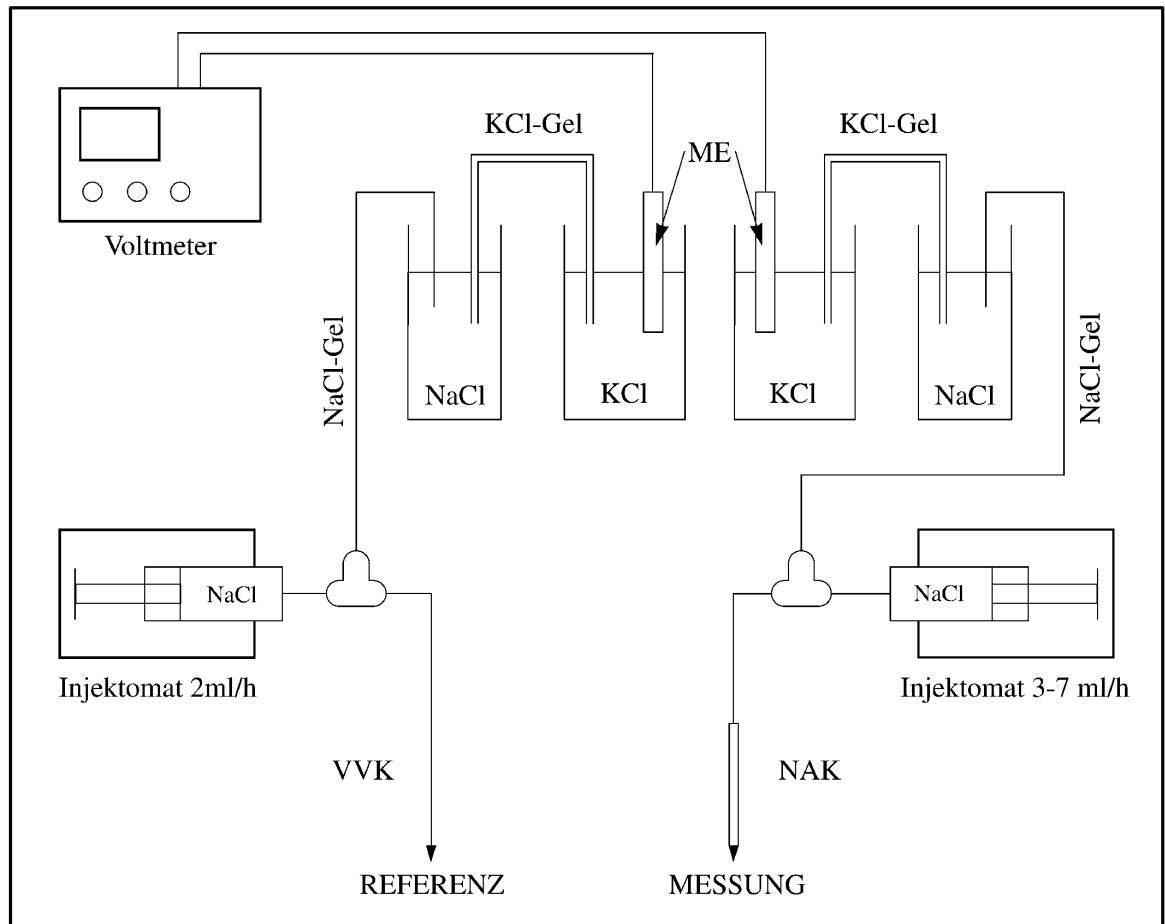 KCl-Gel
KCl-Gel
ME
Voltmeter
NaCl-Gel
NaCl-Gel
NaCl
KCl
KCl
NaCl
NaCl
NaCl
Injektomat 2ml/h
Injektomat 3-7 ml/h
VVK
NAK
REFERENZ
MESSUNG